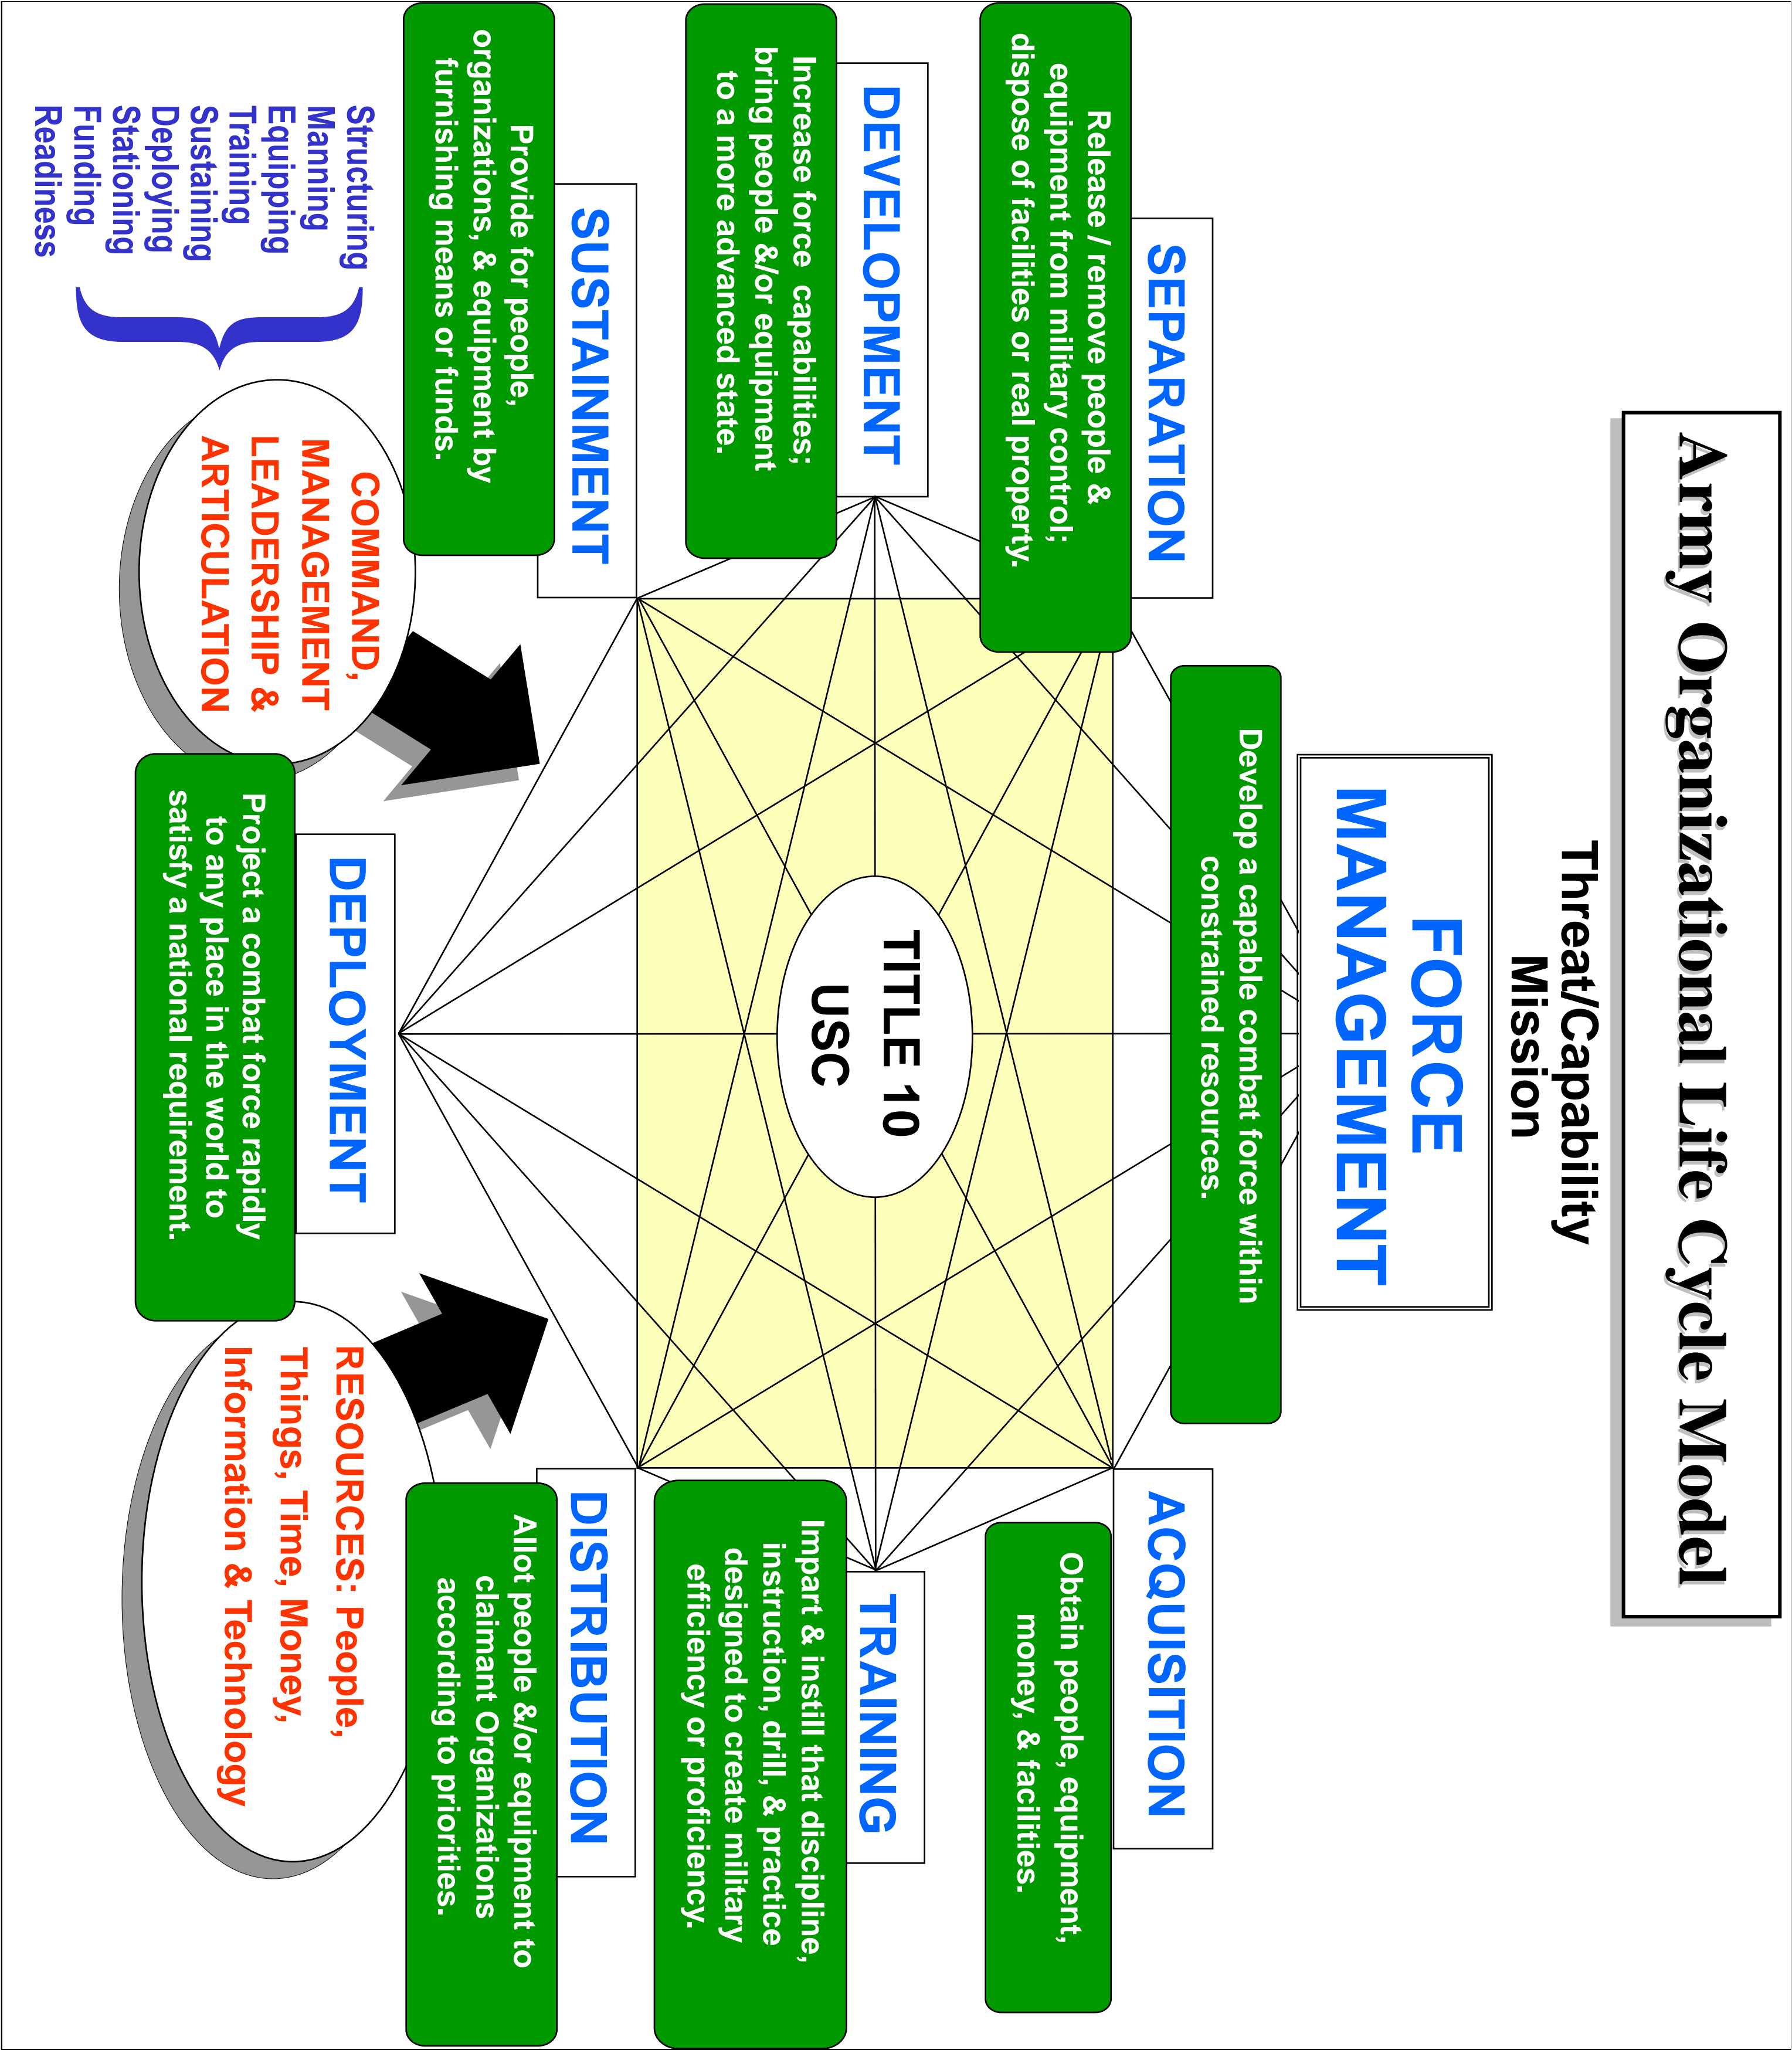 Army Organizational Life Cycle Model
Threat/Capability
Mission
FORCE
MANAGEMENT
Develop a capable combat force within
constrained resources.
SEPARATION
Release / remove people &
equipment from military control;
dispose of facilities or real property.
ACQUISITION
Obtain people, equipment,
money, & facilities.
DEVELOPMENT
Increase force capabilities;
bring people &/or equipment
to a more advanced state.
TITLE 10
USC
TRAINING
Impart & instill that discipline,
instruction, drill, & practice
designed to create military
efficiency or proficiency.
SUSTAINMENT
Provide for people,
organizations, & equipment by
furnishing means or funds.
DISTRIBUTION
Allot people &/or equipment to
claimant Organizations
according to priorities.
DEPLOYMENT
Project a combat force rapidly
to any place in the world to
satisfy a national requirement.
Structuring
Manning
Equipping
Training
Sustaining
Deploying
Stationing
Funding
Readiness
COMMAND,
MANAGEMENT
LEADERSHIP &
ARTICULATION
RESOURCES: People,
Things, Time, Money,
Information & Technology